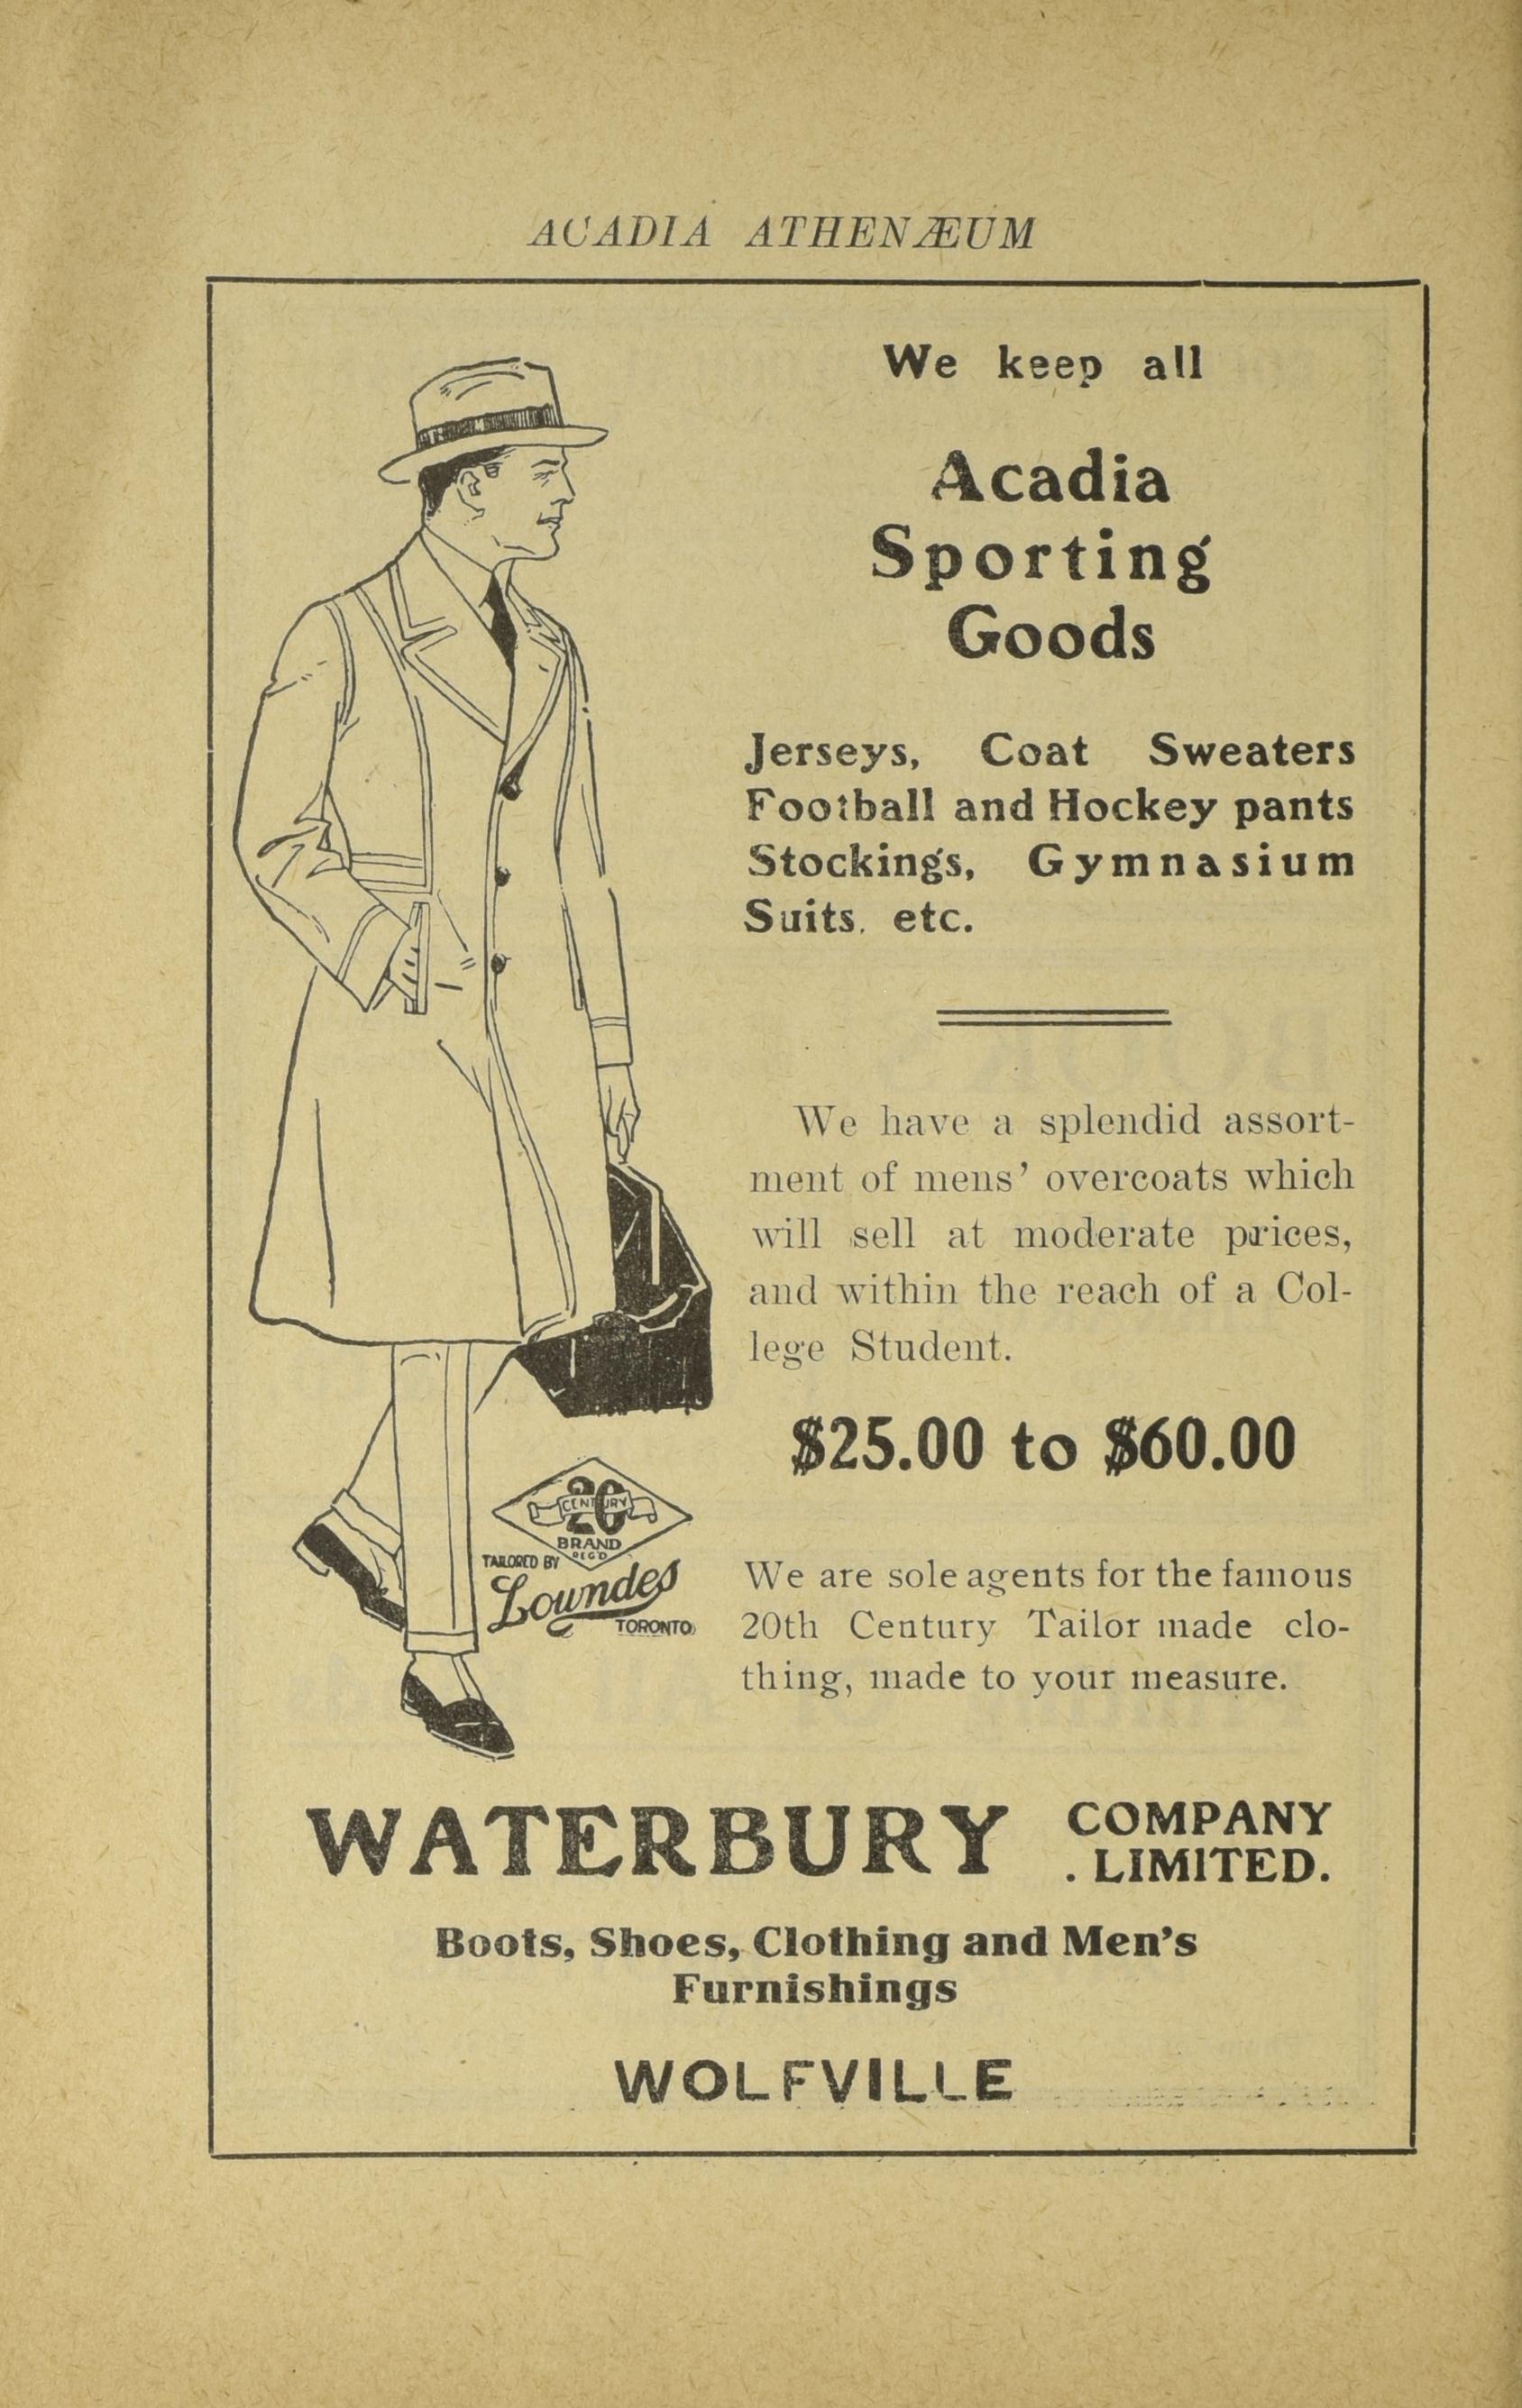 ACADIA ATHENÆUM
We keep all
Acadia
Sporting
Goods
Jerseys, Coat Sweaters
Football and Hockey pants
Stockings, Gymnasium
Suits. etc.
We have a splendid assort-
ment of mens' overcoats which
will sell at moderate prices,
and within the reach of a Col-
lege Student.
$25.00 to $60.00
20
CENTURY
BRAND
REG'D
TAILORED BY
Lowndes
TORONTO
We are sole agents for the famous
20th Century Tailor made clo-
thing, made to your measure.
WATERBURY COMPANY
. LIMITED.
Boots, Shoes, Clothing and Men's
Furnishings
WOLFVILLE